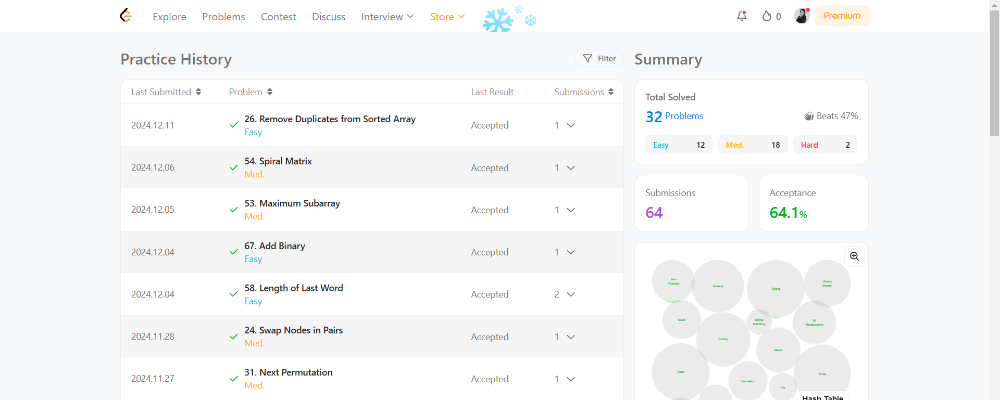 Explore Problems Contest Discuss Interview Store 0 Premium
Practice History
Filter
Last Submitted Problem Last Result Submissions
2024.12.11 26. Remove Duplicates from Sorted Array Accepted 1
Easy
2024.12.06 54. Spiral Matrix Accepted 1
Med.
2024.12.05 53. Maximum Subarray Accepted 1
Med.
2024.12.04 67. Add Binary Accepted 1
Easy
2024.12.04 58. Length of Last Word Accepted 2
Easy
2024.11.28 24. Swap Nodes in Pairs Accepted 1
Med.
2024.11.27 31. Next Permutation Accepted 1
Med.
Summary
Total Solved
32 Problems Beats 47%
Easy 12 Med. 18 Hard 2
Submissions
64
Acceptance
64.1%
Two
Pointers
Greedy
String
Binary
Search
Stack
String
Matching
Bit
Manipulation
Sorting
Matrix
Math
Array
Simulation
Trie
Hash Table